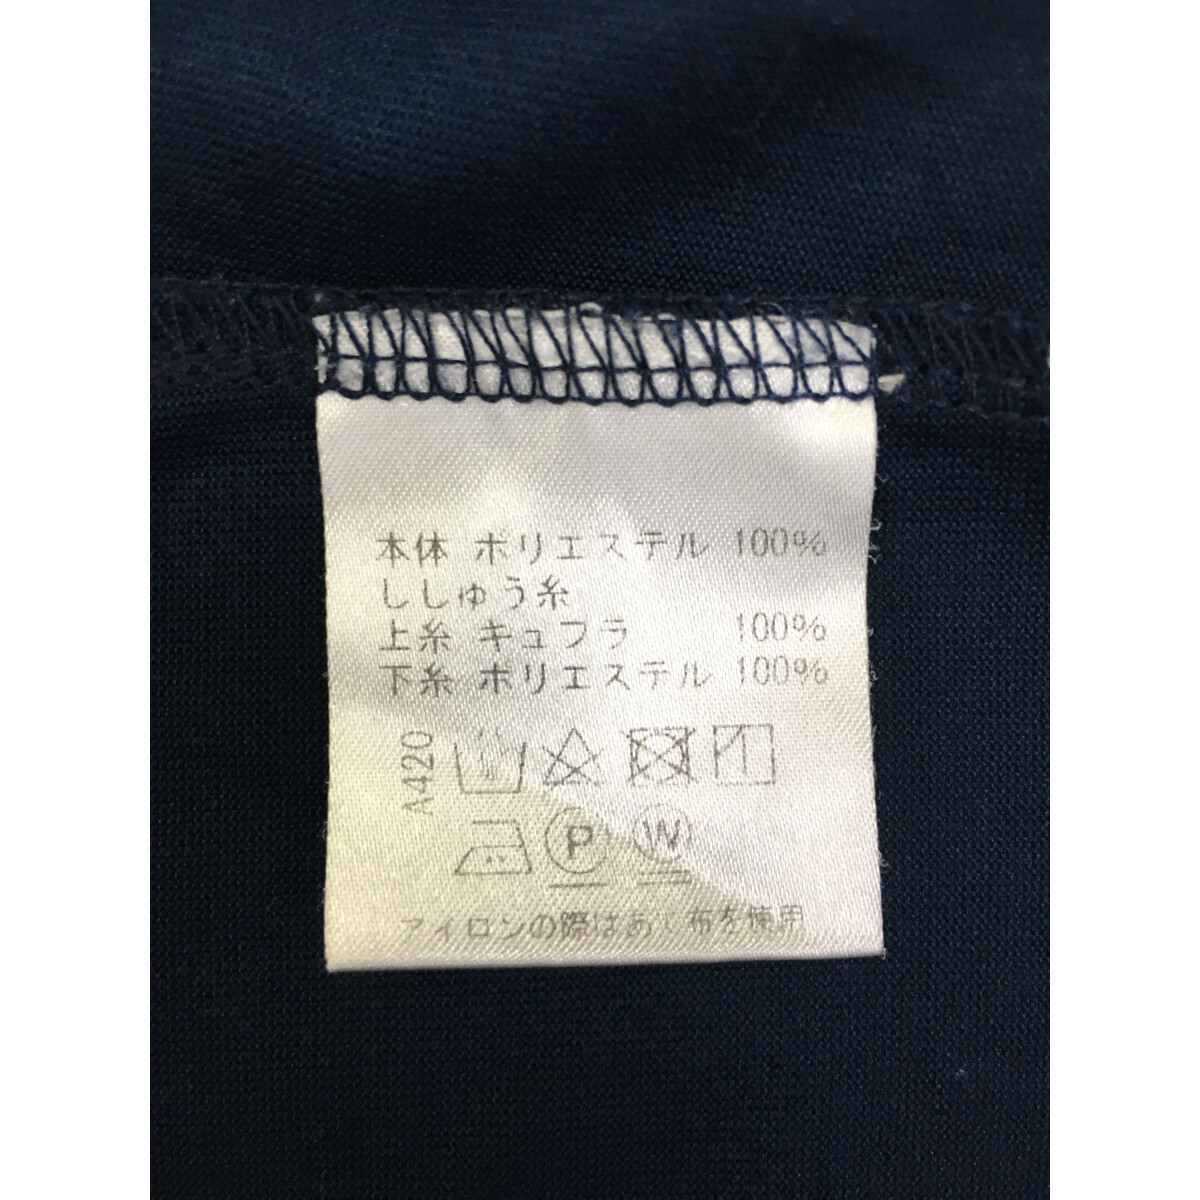 本体 ポリエステル 100%
ししゅう糸
上糸 キュプラ 100%
下糸 ポリエステル 100%
A420
P W
アイロンの際はあて布を使用